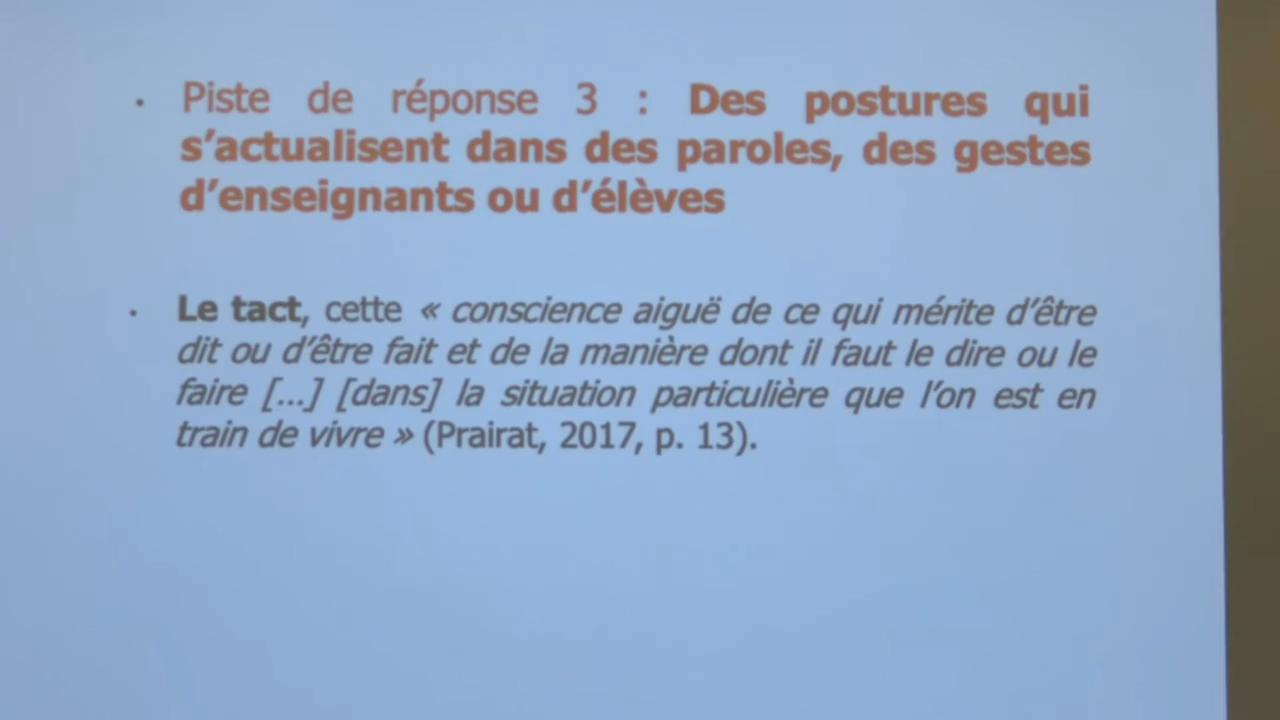 • Piste de réponse 3 : Des postures qui
s'actualisent dans des paroles, des gestes
d'enseignants ou d'élèves
• Le tact, cette « conscience aiguë de ce qui mérite d'être
dit ou d'être fait et de la manière dont il faut le dire ou le
faire [...] [dans] la situation particulière que l'on est en
train de vivre » (Prairat, 2017, p. 13).